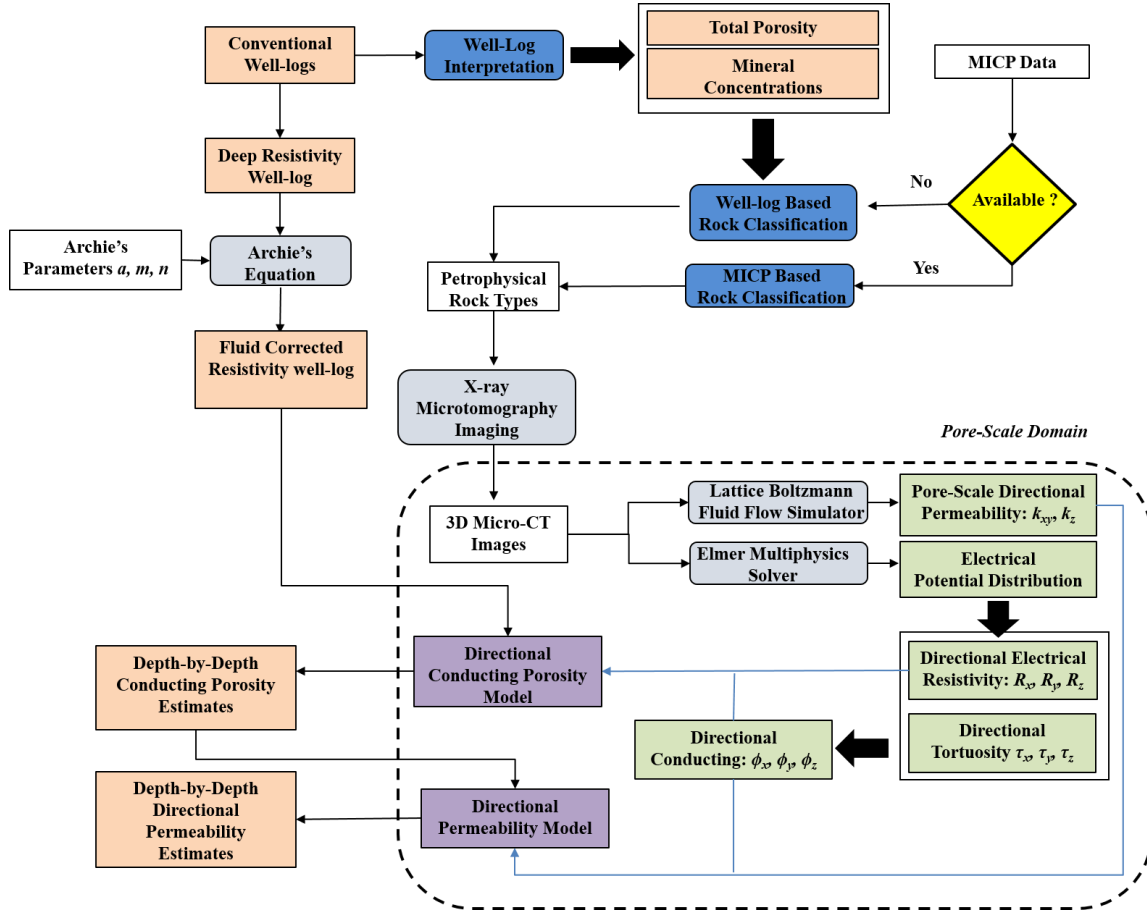 Conventional
Well-logs
Well-Log
Interpretation
Total Porosity
Mineral
Concentrations
MICP Data
Deep Resistivity
Well-log
No
Available ?
Well-log Based
Rock Classification
Archie's
Parameters a, m, n
Archie's
Equation
Petrophysical
Rock Types
MICP Based
Rock Classification
Yes
Fluid Corrected
Resistivity well-log
X-ray
Microtomography
Imaging
Pore-Scale Domain
3D Micro-CT
Images
Lattice Boltzmann
Fluid Flow Simulator
Pore-Scale Directional
Permeability: kxy, kz
Elmer Multiphysics
Solver
Electrical
Potential Distribution
Depth-by-Depth
Conducting Porosity
Estimates
Directional
Conducting Porosity
Model
Directional Electrical
Resistivity: Rx, Ry, Rz
Directional
Tortuosity τx, τy, τz
Directional
Conducting: ϕx, ϕy, ϕz
Depth-by-Depth
Directional
Permeability
Estimates
Directional
Permeability Model